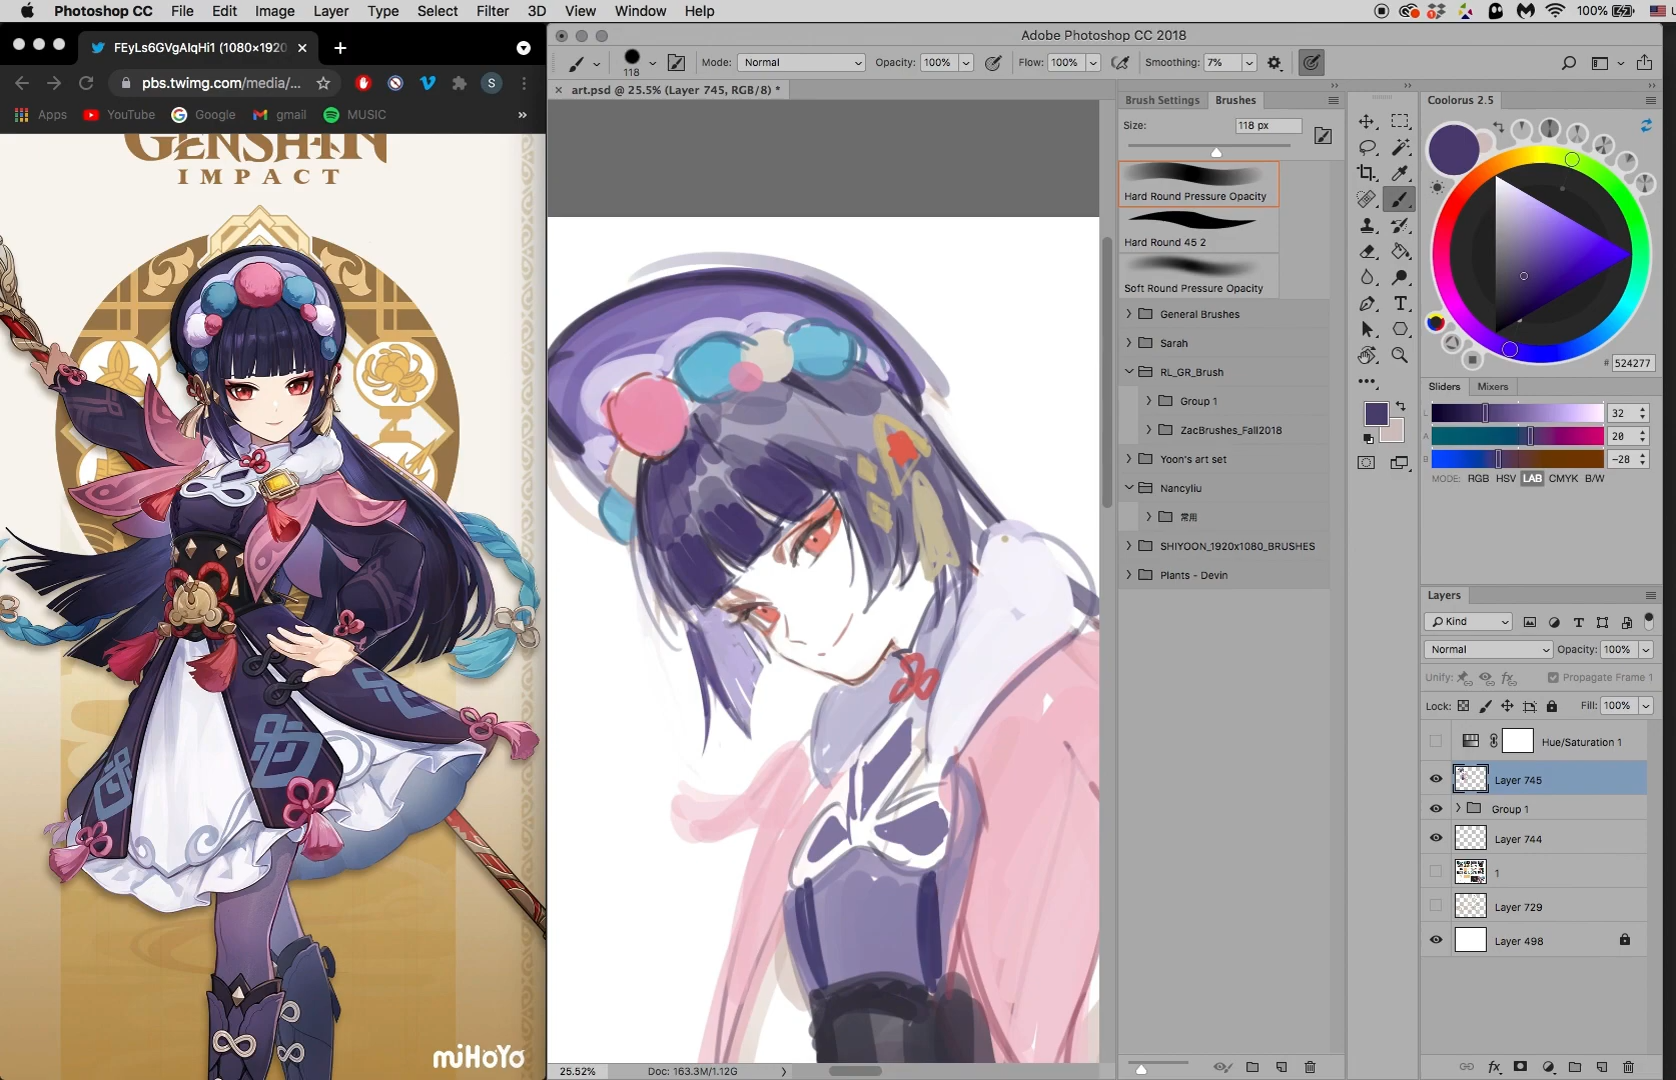 Photoshop CC File Edit Image Layer Type Select Filter 3D View Window Help 100%
FEyLs6GVgAIqHi1 (1080×1920
pbs.twimg.com/media/... S
Apps YouTube Google gmail MUSIC »
GENSHIN
IMPACT
miHoYo
Adobe Photoshop CC 2018
118 Mode: Normal Opacity: 100% Flow: 100% Smoothing: 7%
art.psd @ 25.5% (Layer 745, RGB/8) *
25.52% Doc: 163.3M/1.12G
Brush Settings Brushes
Size: 118 px
Hard Round Pressure Opacity
Hard Round 45 2
Soft Round Pressure Opacity
General Brushes
Sarah
RL_GR_Brush
Group 1
ZacBrushes_Fall2018
Yoon's art set
Nancyliu
常用
SHIYOON_1920x1080_BRUSHES
Plants - Devin
Coolorus 2.5
# 524277
Sliders Mixers
L 32
A 20
B -28
MODE: RGB HSV LAB CMYK B/W
Layers
Kind
Normal Opacity: 100%
Unify: Propagate Frame 1
Lock: Fill: 100%
Hue/Saturation 1
Layer 745
Group 1
Layer 744
1
Layer 729
Layer 498